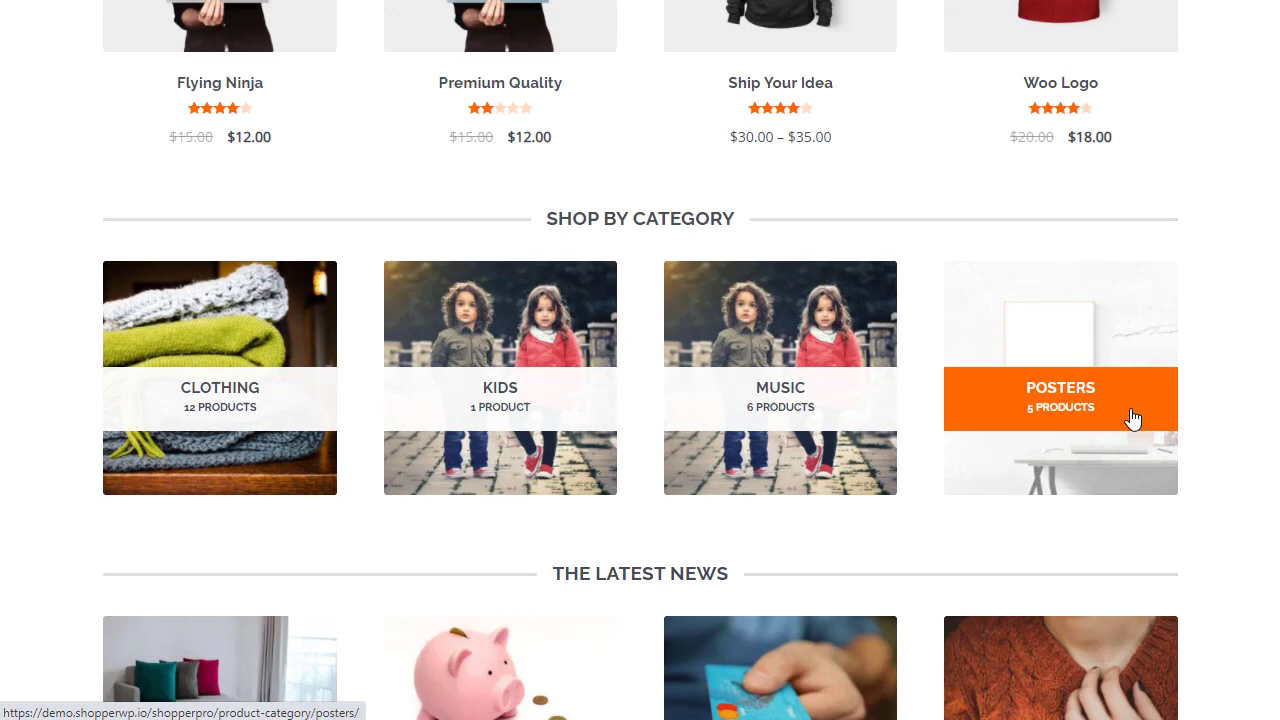 Flying Ninja
Premium Quality
Ship Your Idea
Woo Logo
$15.00 $12.00
$15.00 $12.00
$30.00 – $35.00
$20.00 $18.00
SHOP BY CATEGORY
CLOTHING
12 PRODUCTS
KIDS
1 PRODUCT
MUSIC
6 PRODUCTS
POSTERS
5 PRODUCTS
THE LATEST NEWS
https://demo.shopperwp.io/shopperpro/product-category/posters/